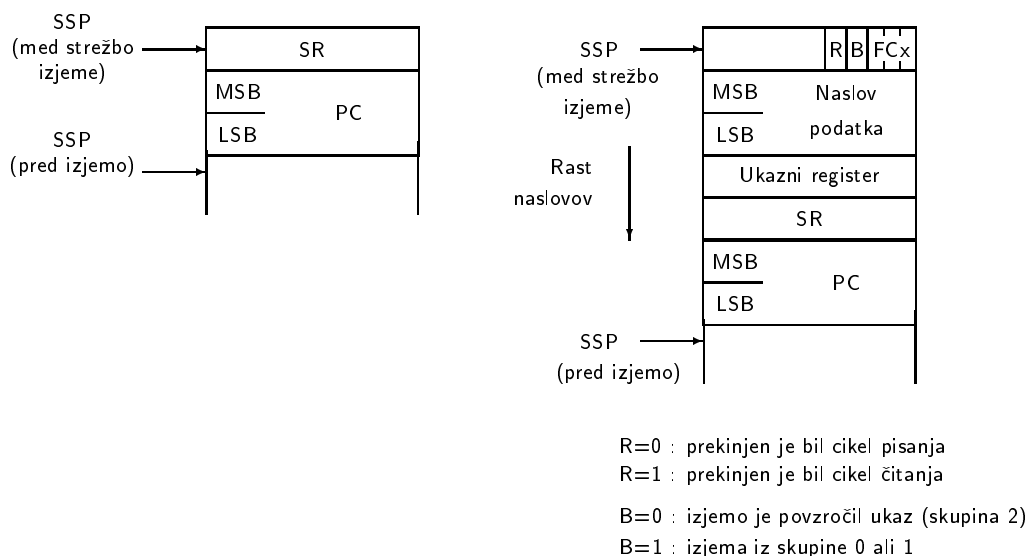 SSP
(med strežbo
izjeme)
SR
MSB
PC
LSB
SSP
(pred izjemo)
SSP
(med strežbo
izjeme)
R B FCx
MSB
Naslov
podatka
LSB
Rast
naslovov
Ukazni register
SR
MSB
PC
LSB
SSP
(pred izjemo)
R=0 : prekinjen je bil cikel pisanja
R=1 : prekinjen je bil cikel čitanja
B=0 : izjemo je povzročil ukaz (skupina 2)
B=1 : izjema iz skupine 0 ali 1